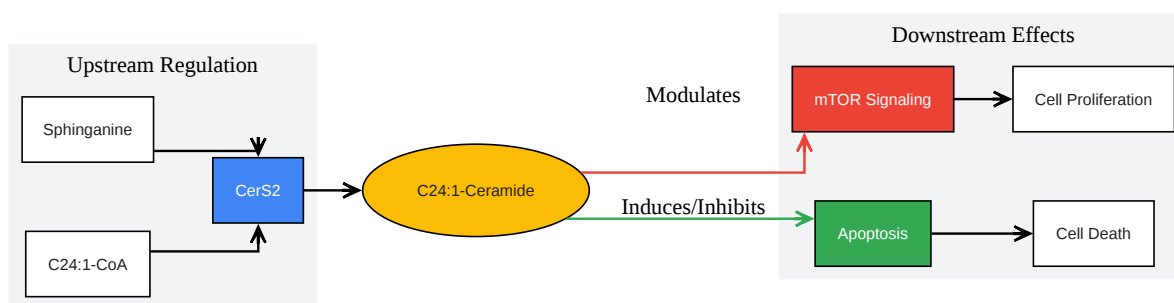 Upstream Regulation
Sphinganine
CerS2
C24:1-CoA
C24:1-Ceramide
Modulates
Induces/Inhibits
Downstream Effects
mTOR Signaling
Cell Proliferation
Apoptosis
Cell Death